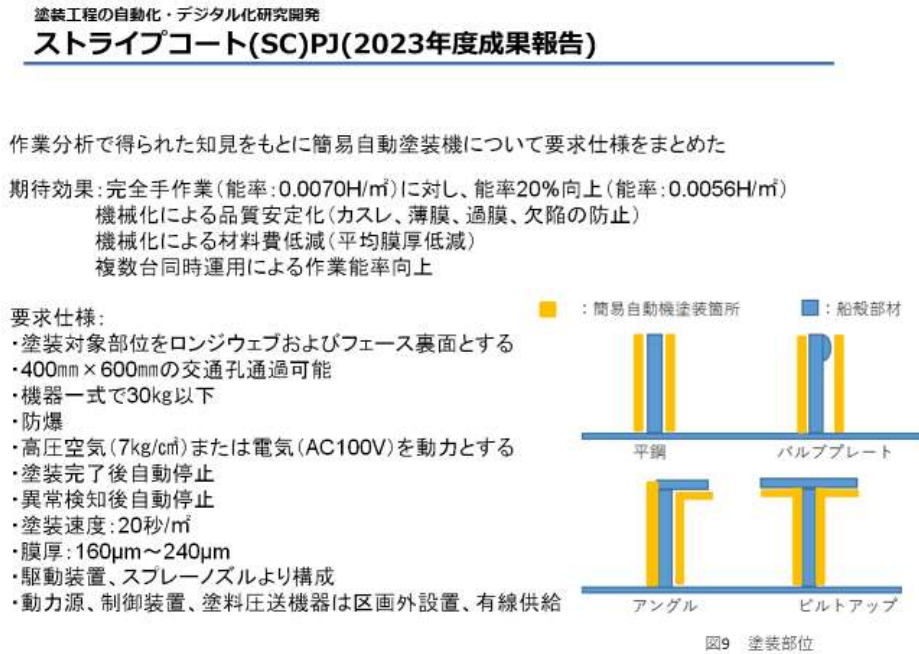 塗装工程の自動化・デジタル化研究開発
ストライプコート(SC)PJ(2023年度成果報告)
作業分析で得られた知見をもとに簡易自動塗装機について要求仕様をまとめた
期待効果:完全手作業(能率:0.0070H/㎡)に対し、能率20%向上(能率:0.0056H/㎡)
機械化による品質安定化(カスレ、薄膜、過膜、欠陥の防止)
機械化による材料費低減(平均膜厚低減)
複数台同時運用による作業能率向上
要求仕様:
・塗装対象部位をロンジウェブおよびフェース裏面とする
・400㎜×600㎜の交通孔通過可能
・機器一式で30㎏以下
・防爆
・高圧空気(7kg/c㎡)または電気(AC100V)を動力とする
・塗装完了後自動停止
・異常検知後自動停止
・塗装速度:20秒/㎡
・膜厚:160μm~240μm
・駆動装置、スプレーノズルより構成
・動力源、制御装置、塗料圧送機器は区画外設置、有線供給
:簡易自動機塗装箇所
:船殻部材
平鋼
バルブプレート
アングル
ビルトアップ
図9 塗装部位